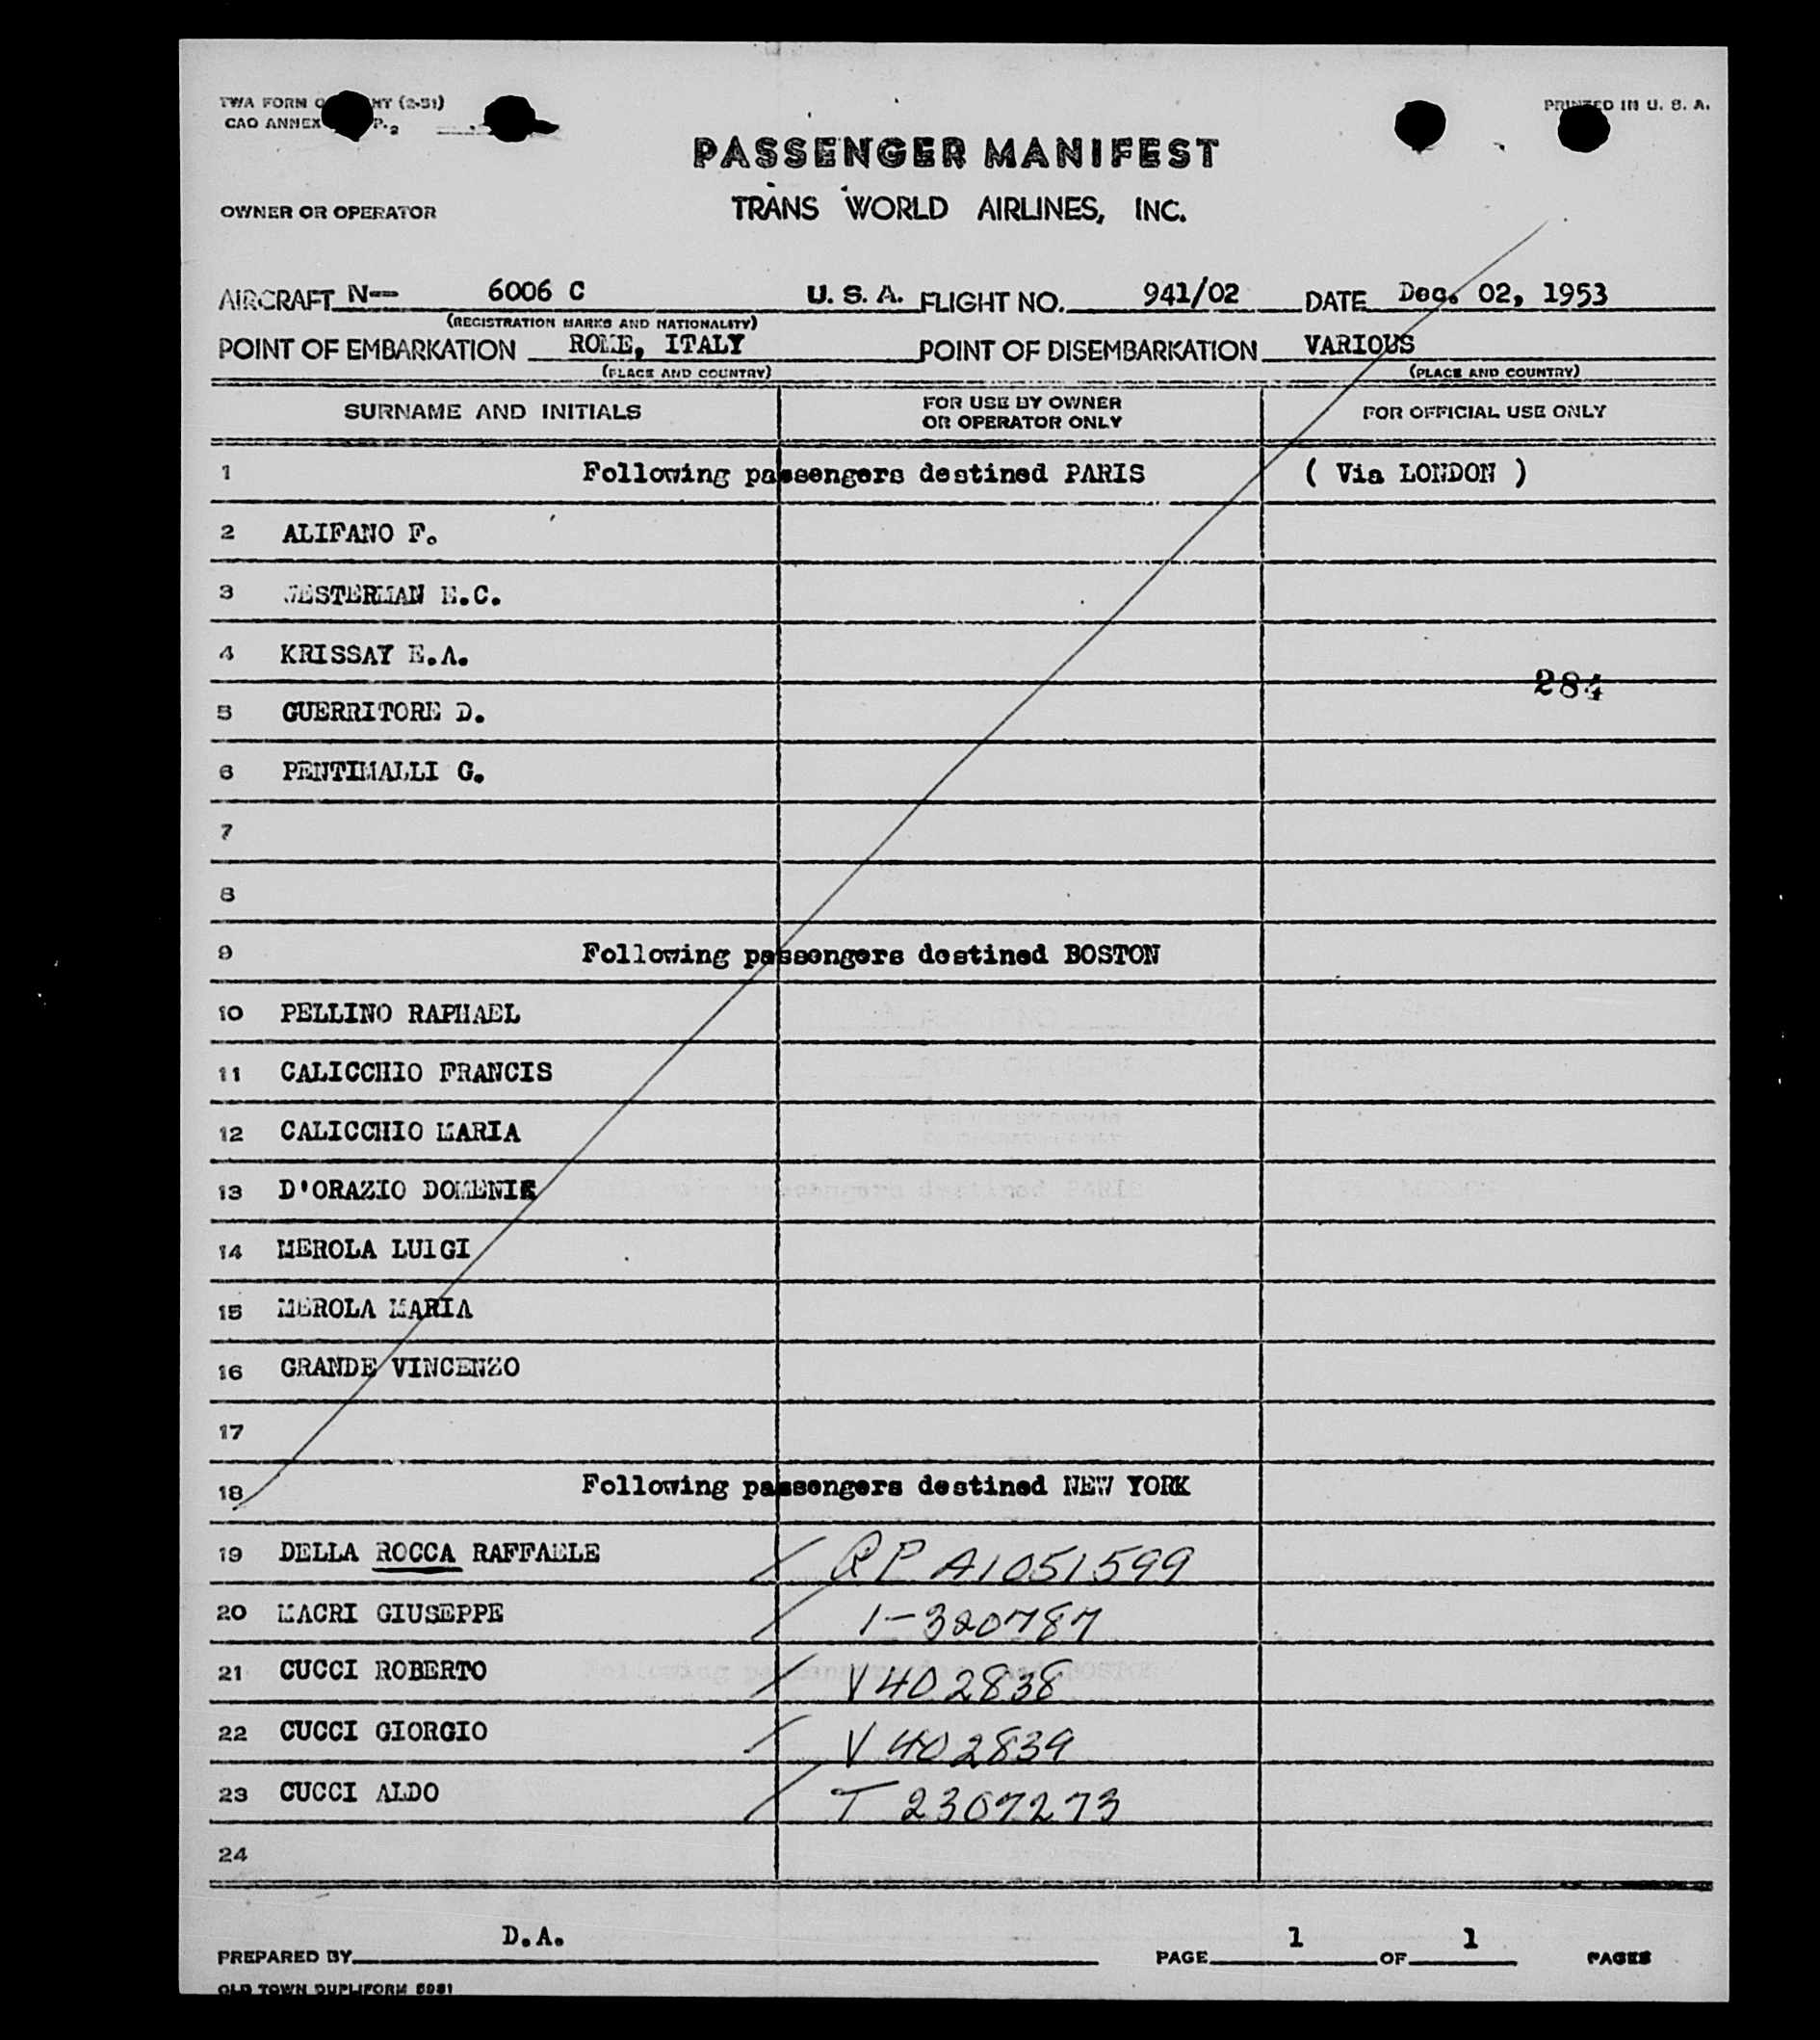 TWA FORM (2-51)
PRINTED IN U. S. A.
CAO ANNEX P. 2
PASSENGER MANIFEST
OWNER OR OPERATOR
TRANS WORLD AIRLINES, INC.
AIRCRAFT N-- 6006 C U. S. A. FLIGHT NO. 941/02 DATE Dec. 02, 1953
(REGISTRATION MARKS AND NATIONALITY)
POINT OF EMBARKATION ROME, ITALY POINT OF DISEMBARKATION VARIOUS
(PLACE AND COUNTRY) (PLACE AND COUNTRY)
SURNAME AND INITIALS FOR USE BY OWNER OR OPERATOR ONLY FOR OFFICIAL USE ONLY
1 Following passengers destined PARIS ( Via LONDON )
2 ALIFANO F.
3 WESTERMAN E.C.
4 KRISSAY E.A.
284
5 GUERRITORE D.
6 PENTIMALLI G.
7
8
9 Following passengers destined BOSTON
10 PELLINO RAPHAEL
11 CALICCHIO FRANCIS
12 CALICCHIO MARIA
13 D'ORAZIO DOMENIK
14 MEROLA LUIGI
15 MEROLA MARIA
16 GRANDE VINCENZO
17
18 Following passengers destined NEW YORK
19 DELLA ROCCA RAFFAELE / RP A1051599
20 MACRI GIUSEPPE / 1-320787
21 CUCCI ROBERTO / V402838
22 CUCCI GIORGIO / V402839
23 CUCCI ALDO / T 2307273
24
PREPARED BY D.A. PAGE 1 OF 1 PAGES
OLD TOWN DUPLIFORM 5981